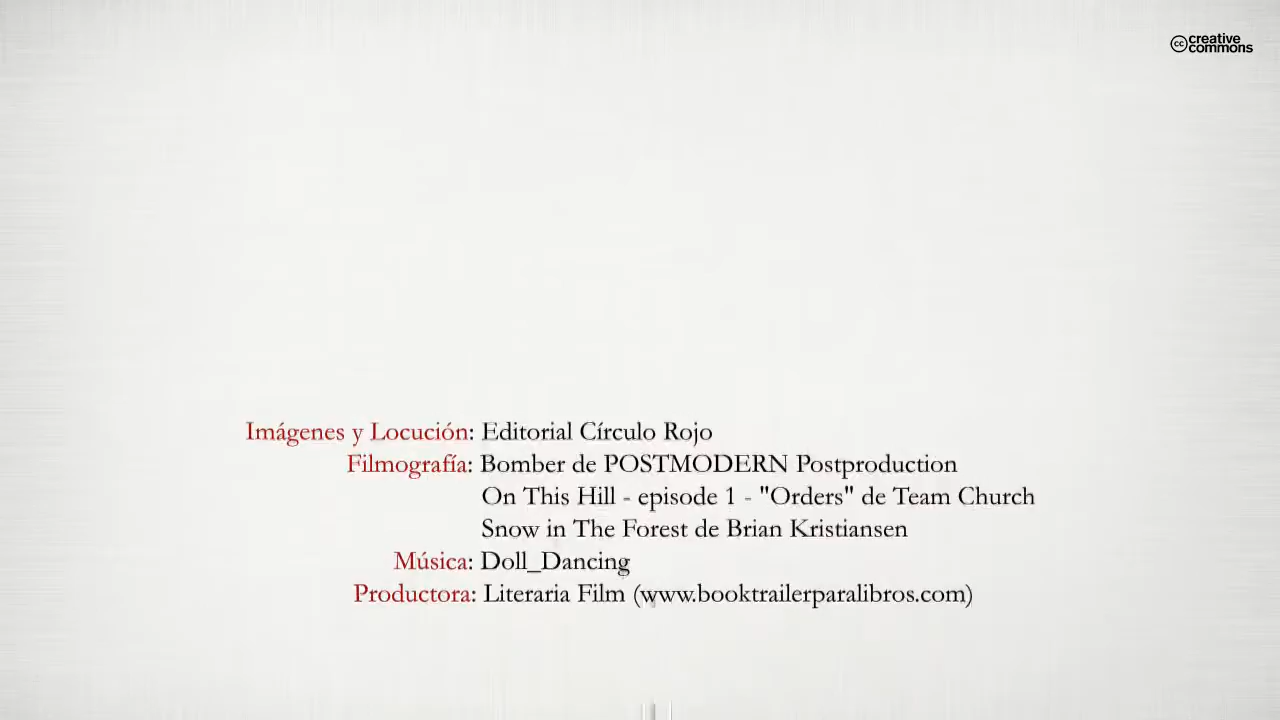 creative
commons
Imágenes y Locución: Editorial Círculo Rojo
Filmografía: Bomber de POSTMODERN Postproduction
On This Hill - episode 1 - "Orders" de Team Church
Snow in The Forest de Brian Kristiansen
Música: Doll_Dancing
Productora: Literaria Film (www.booktrailerparalibros.com)